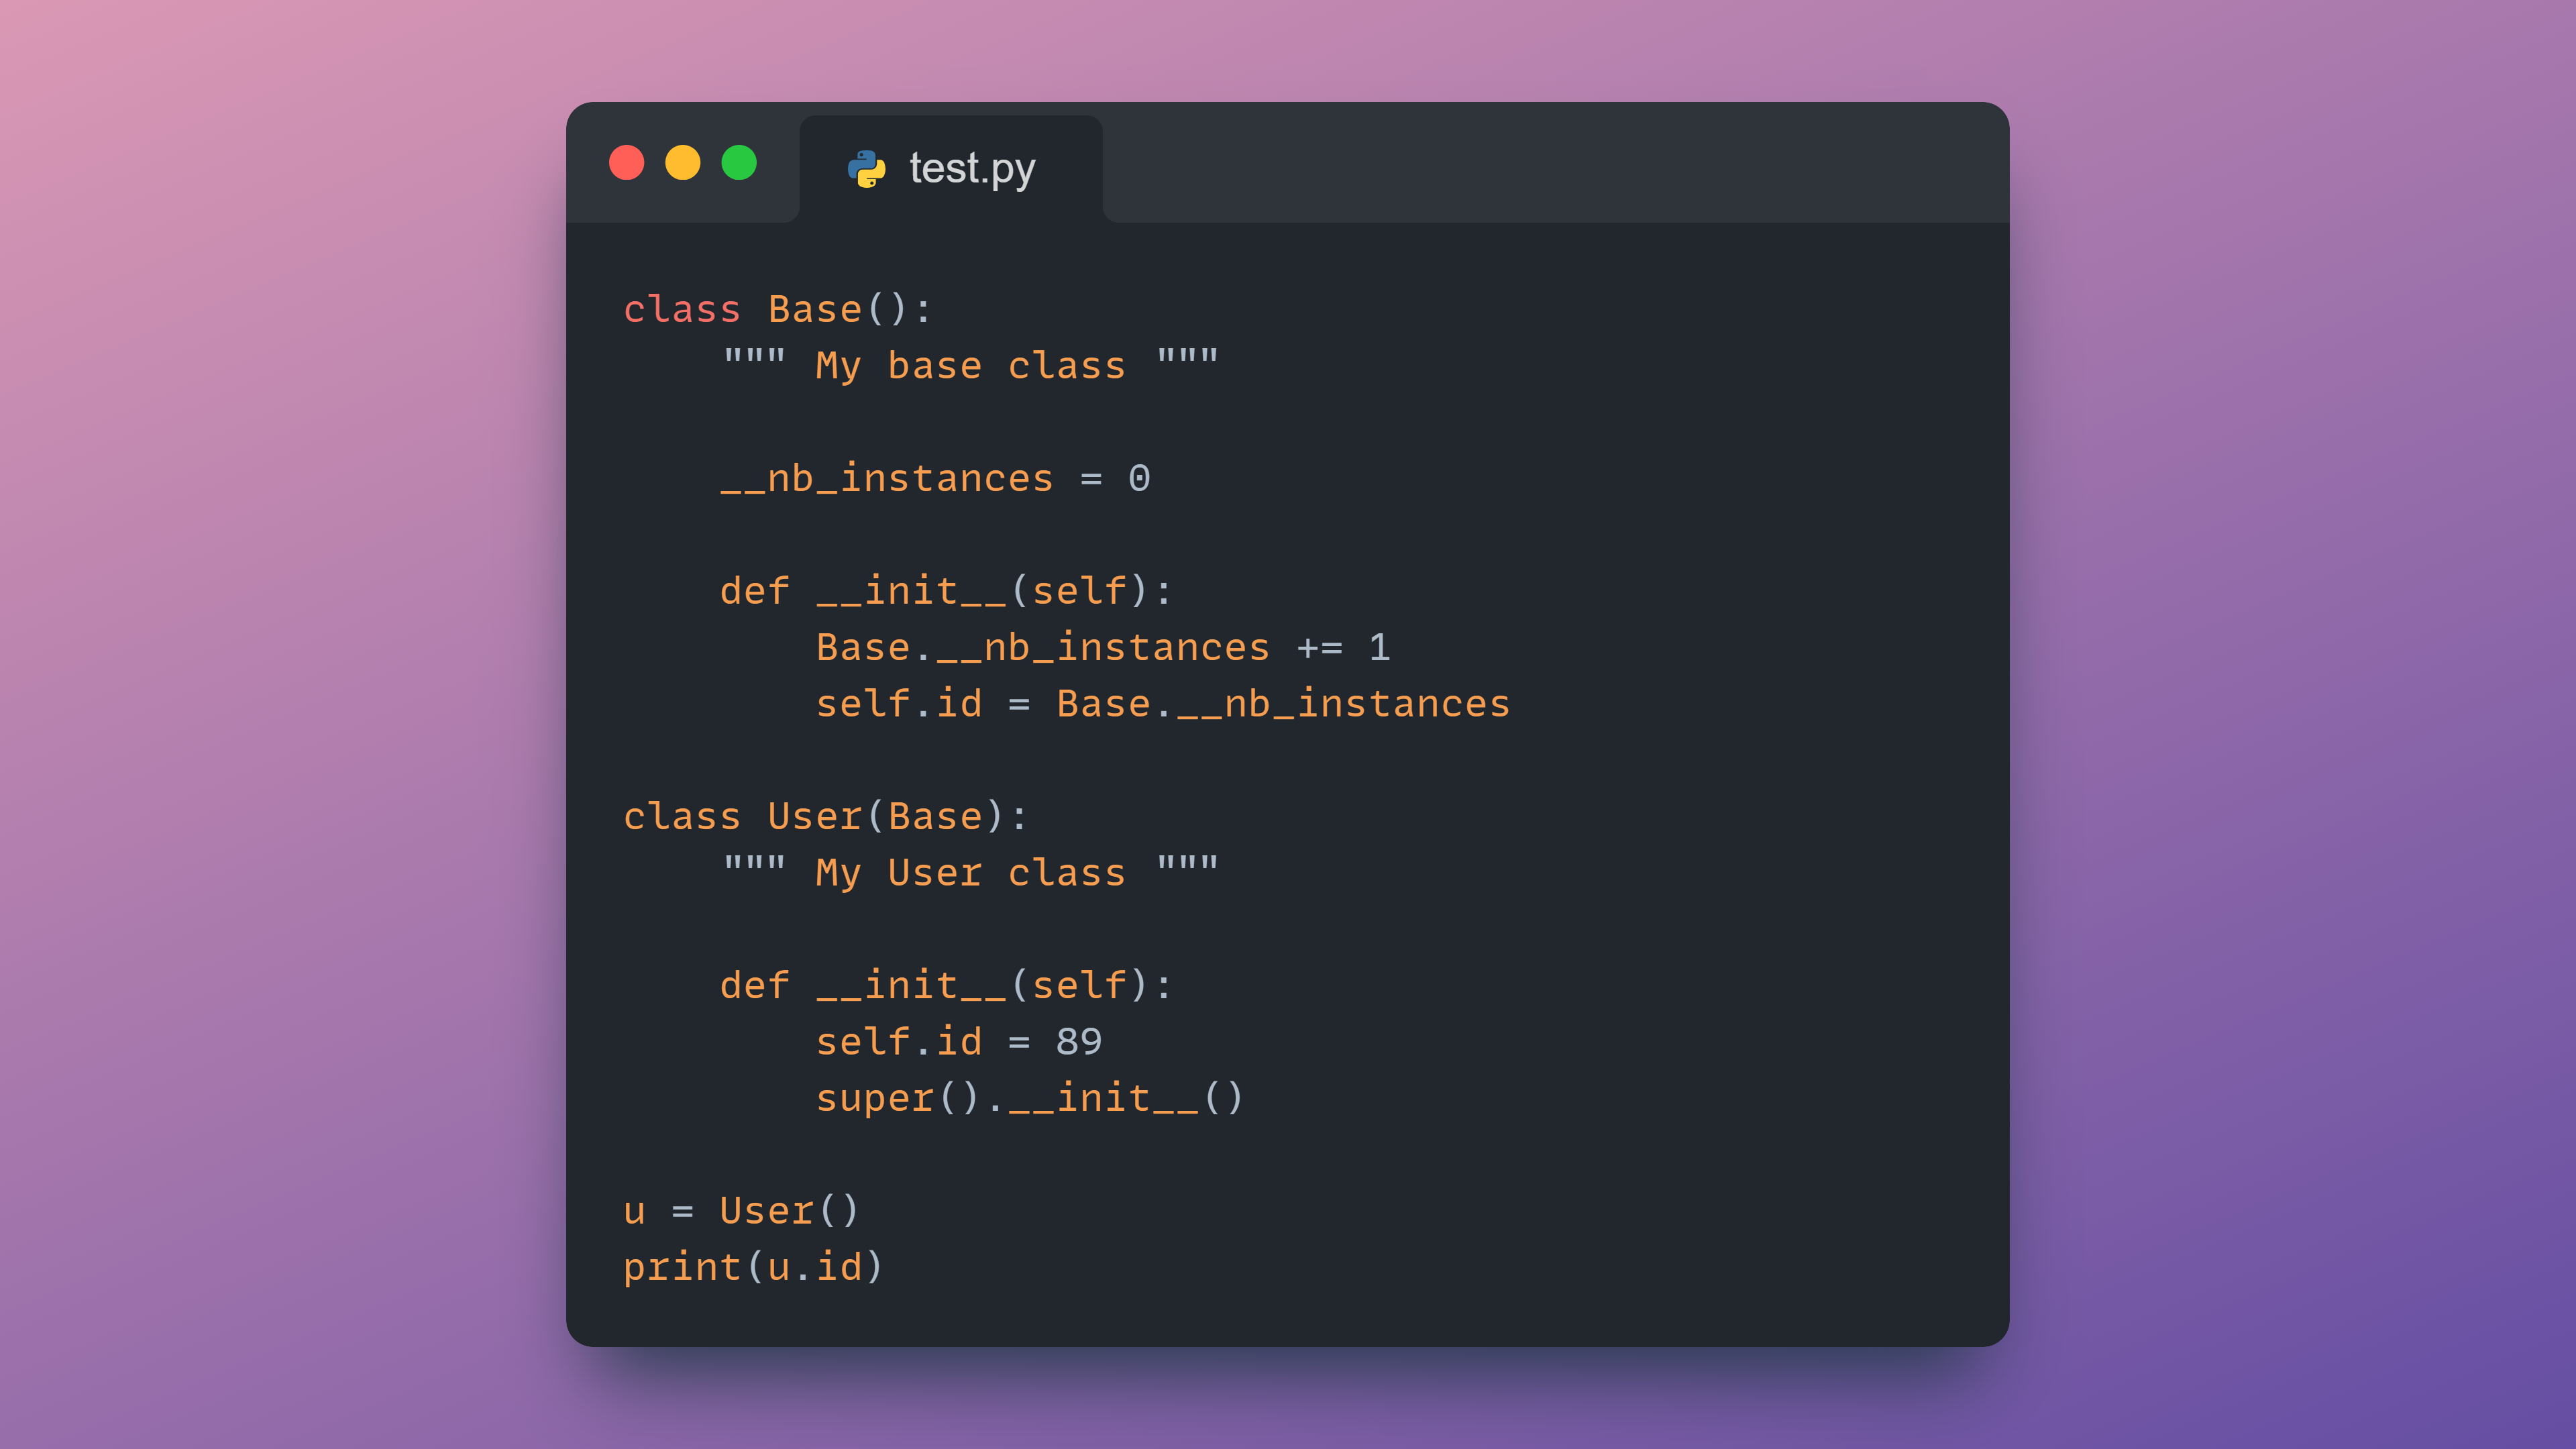 test.py
class Base():
    """ My base class """
    __nb_instances = 0
    def __init__(self):
        Base.__nb_instances += 1
        self.id = Base.__nb_instances
class User(Base):
    """ My User class """
    def __init__(self):
        self.id = 89
        super().__init__()
u = User()
print(u.id)